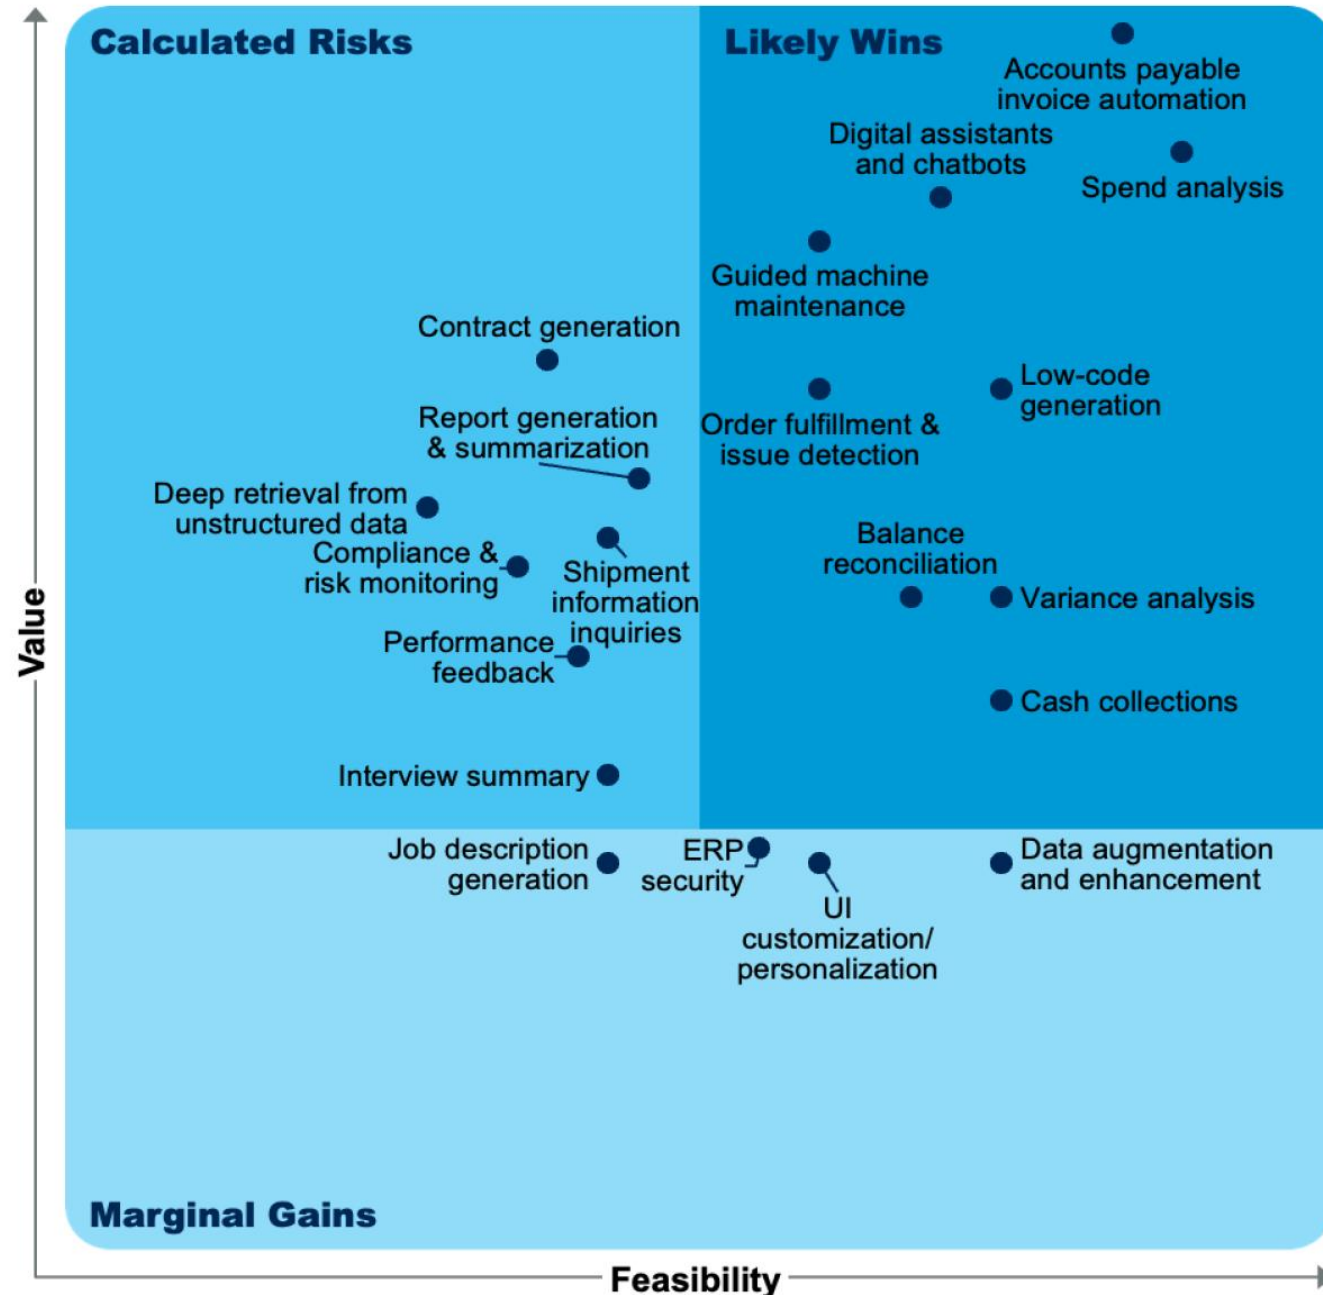 Calculated Risks
Likely Wins
Accounts payable
invoice automation
Digital assistants
and chatbots
Spend analysis
Guided machine
maintenance
Contract generation
Low-code
generation
Report generation
& summarization
Order fulfillment &
issue detection
Deep retrieval from
unstructured data
Compliance &
risk monitoring
Shipment
information
inquiries
Balance
reconciliation
Variance analysis
Performance
feedback
Cash collections
Interview summary
Job description
generation
ERP
security
UI
customization/
personalization
Data augmentation
and enhancement
Marginal Gains
Value
Feasibility